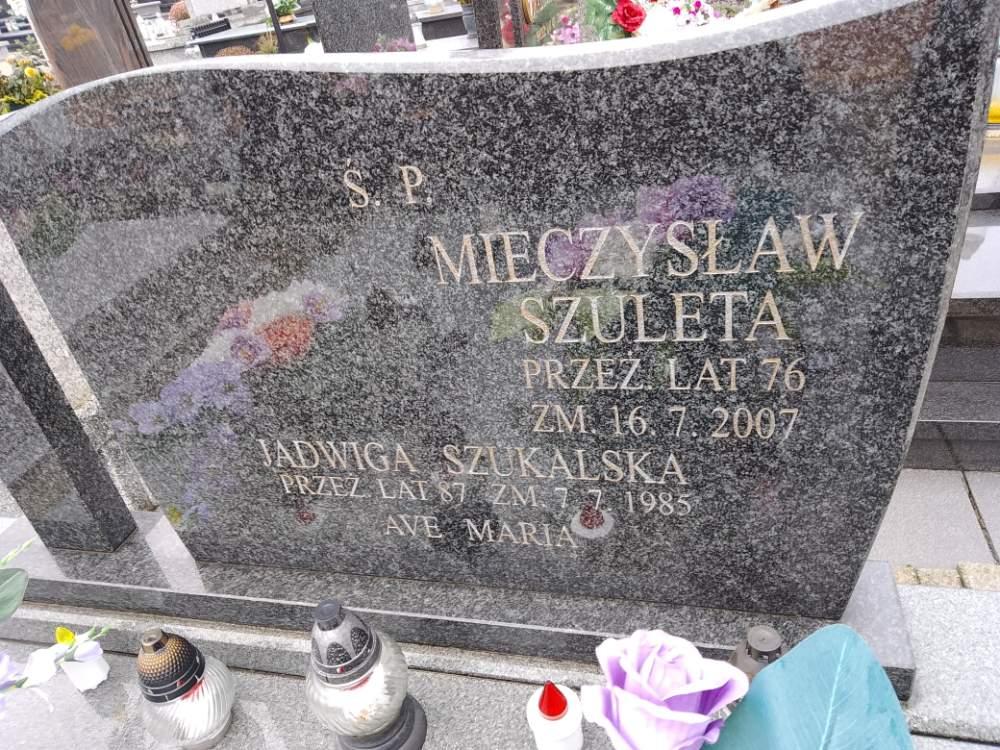 Ś. P.
MIECZYSŁAW
SZULETA
PRZEŻ. LAT 76
ZM. 16. 7. 2007
JADWIGA SZUKALSKA
PRZEŻ. LAT 87 ZM. 7. 7. 1985
AVE MARIA